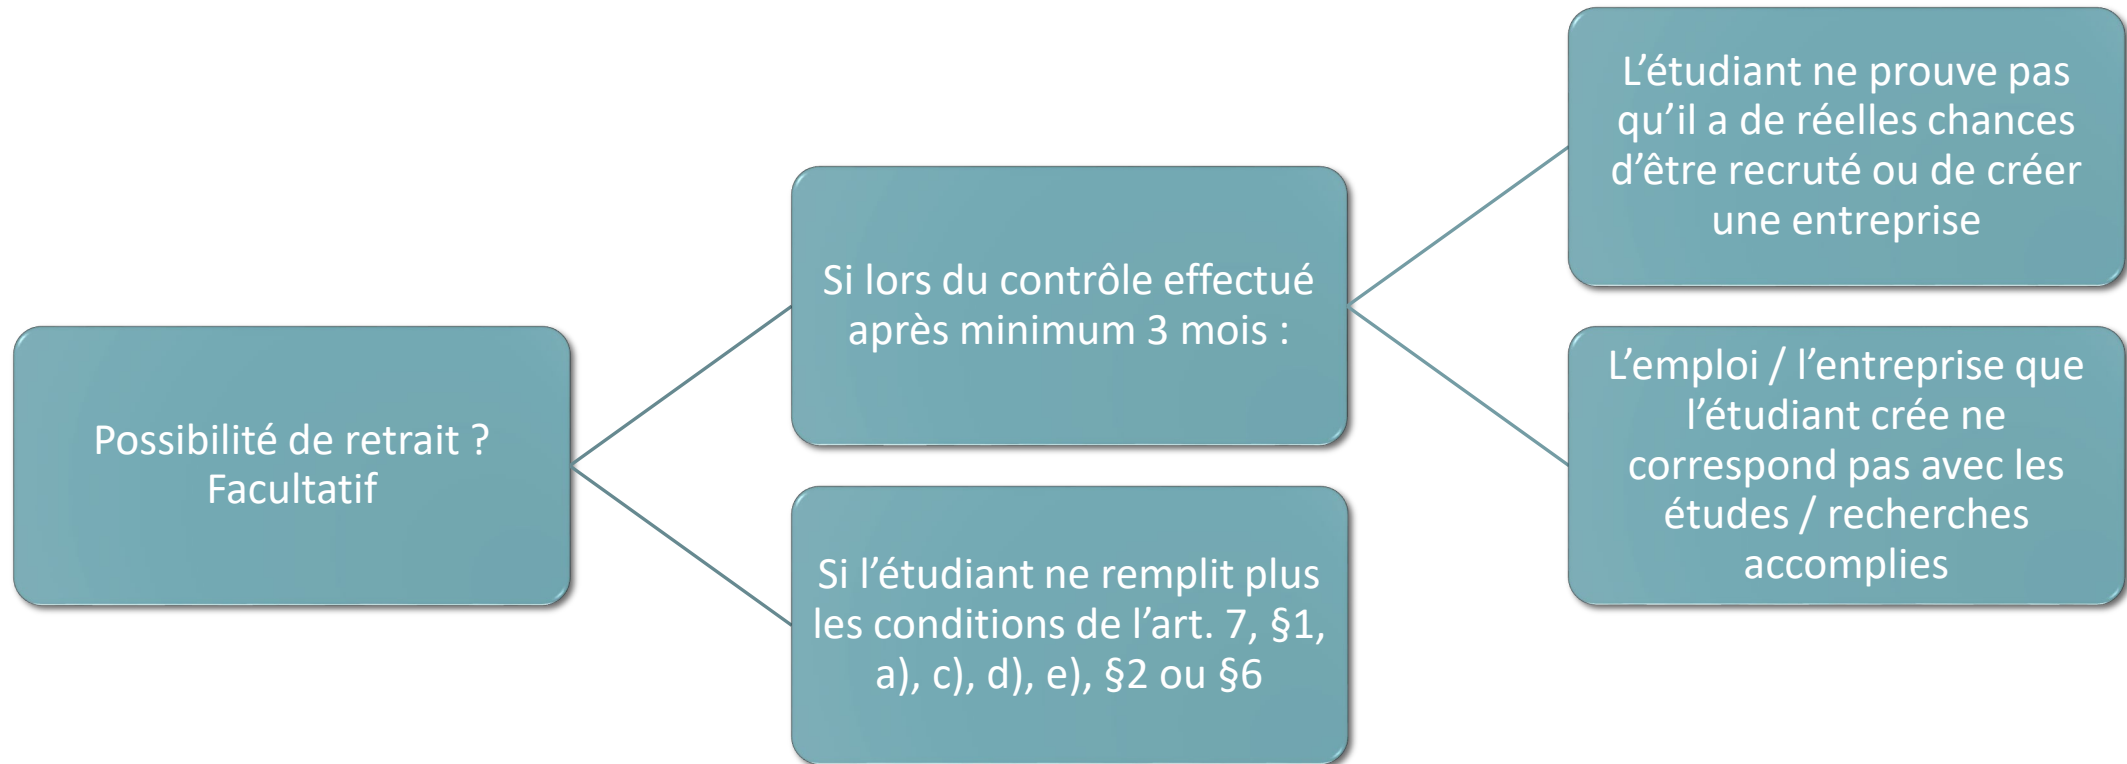 Possibilité de retrait ?
Facultatif
Si lors du contrôle effectué
après minimum 3 mois :
Si l’étudiant ne remplit plus
les conditions de l’art. 7, §1,
a), c), d), e), §2 ou §6
L’étudiant ne prouve pas
qu’il a de réelles chances
d’être recruté ou de créer
une entreprise
L’emploi / l’entreprise que
l’étudiant crée ne
correspond pas avec les
études / recherches
accomplies